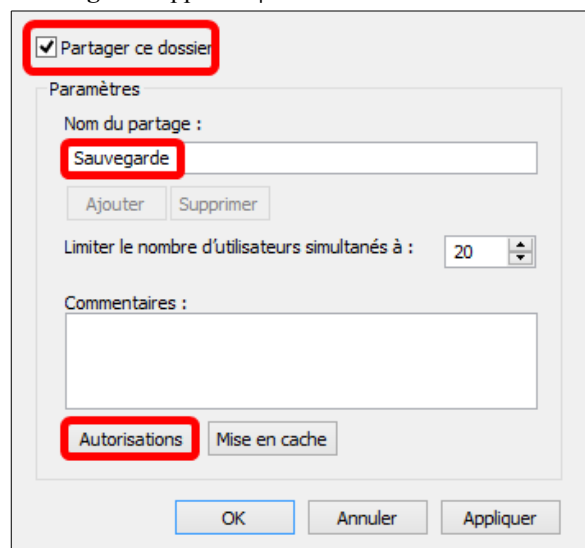 Partager ce dossier
Paramètres
Nom du partage :
Sauvegarde
Ajouter Supprimer
Limiter le nombre d'utilisateurs simultanés à : 20
Commentaires :
Autorisations Mise en cache
OK Annuler Appliquer